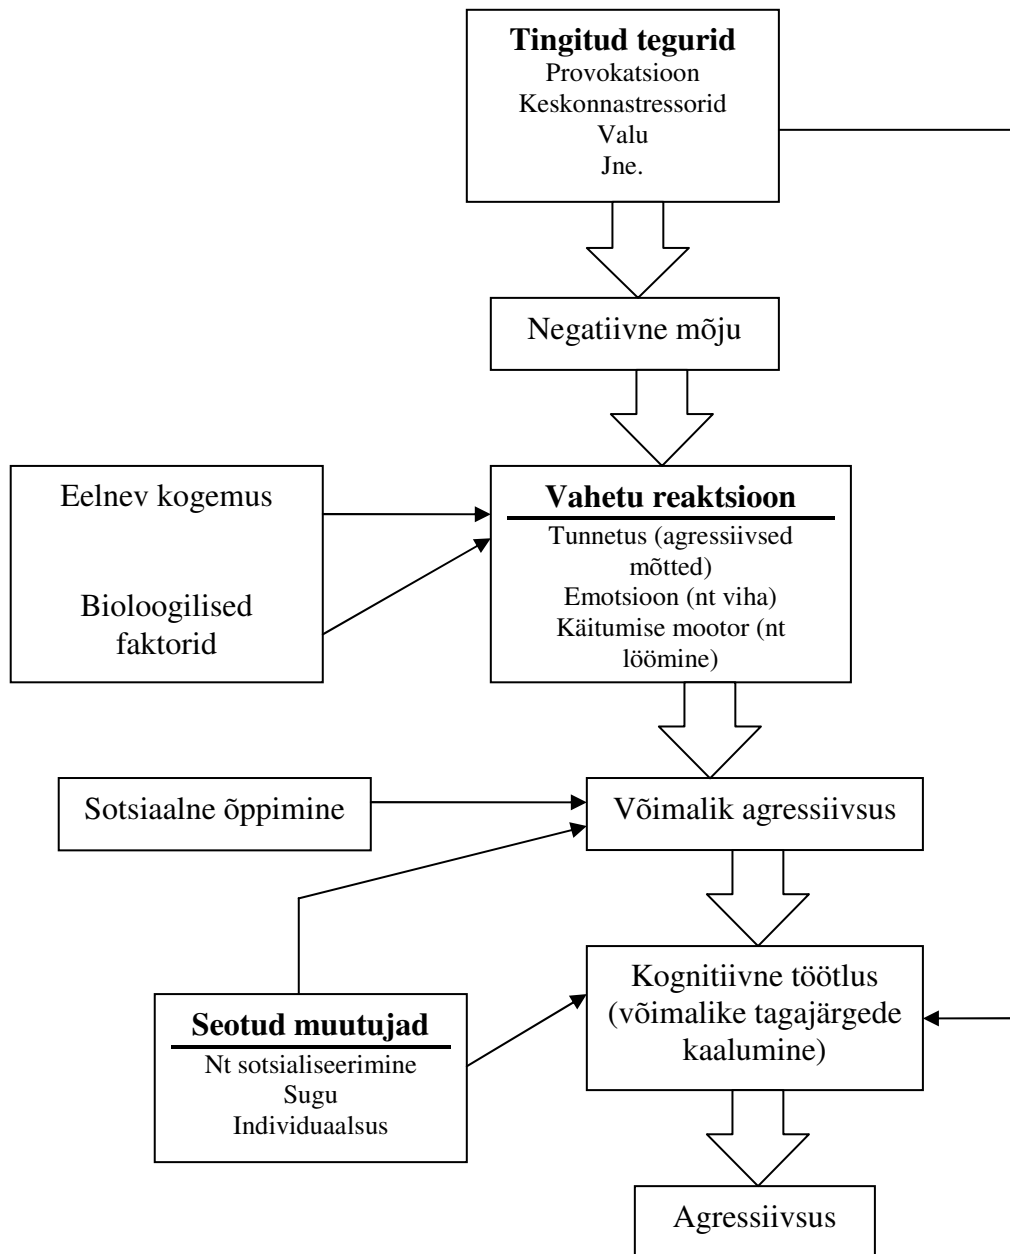 Tingitud tegurid
Provokatsioon
Keskonnastressorid
Valu
Jne.
Negatiivne mõju
Eelnev kogemus
Bioloogilised
faktorid
Vahetu reaktsioon
Tunnetus (agressiivsed
mõtted)
Emotsioon (nt viha)
Käitumise mootor (nt
löömine)
Sotsiaalne õppimine
Võimalik agressiivsus
Seotud muutujad
Nt sotsialiseerimine
Sugu
Individuaalsus
Kognitiivne töötlus
(võimalike tagajärgede
kaalumine)
Agressiivsus